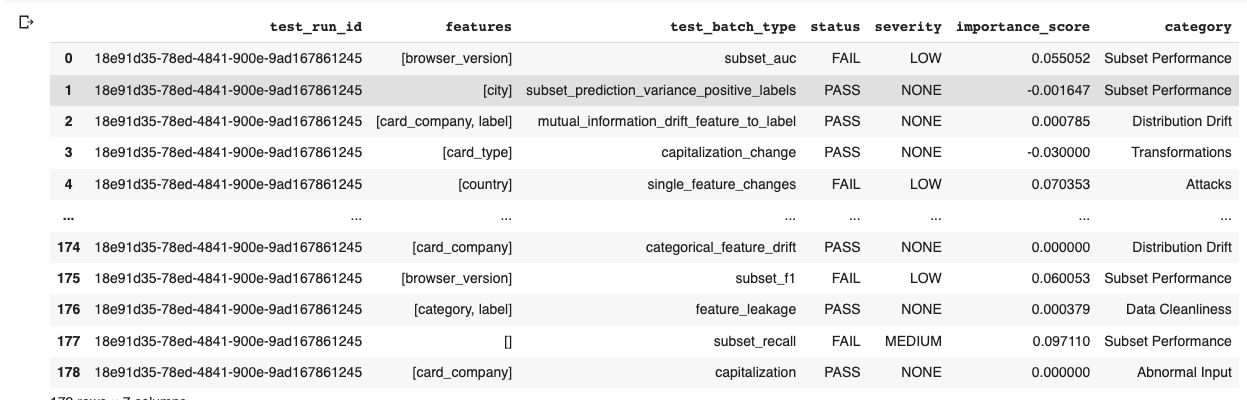 test_run_id features test_batch_type status severity importance_score category
0 18e91d35-78ed-4841-900e-9ad167861245 [browser_version] subset_auc FAIL LOW 0.055052 Subset Performance
1 18e91d35-78ed-4841-900e-9ad167861245 [city] subset_prediction_variance_positive_labels PASS NONE -0.001647 Subset Performance
2 18e91d35-78ed-4841-900e-9ad167861245 [card_company, label] mutual_information_drift_feature_to_label PASS NONE 0.000785 Distribution Drift
3 18e91d35-78ed-4841-900e-9ad167861245 [card_type] capitalization_change PASS NONE -0.030000 Transformations
4 18e91d35-78ed-4841-900e-9ad167861245 [country] single_feature_changes FAIL LOW 0.070353 Attacks
... ... ... ... ... ... ... ...
174 18e91d35-78ed-4841-900e-9ad167861245 [card_company] categorical_feature_drift PASS NONE 0.000000 Distribution Drift
175 18e91d35-78ed-4841-900e-9ad167861245 [browser_version] subset_f1 FAIL LOW 0.060053 Subset Performance
176 18e91d35-78ed-4841-900e-9ad167861245 [category, label] feature_leakage PASS NONE 0.000379 Data Cleanliness
177 18e91d35-78ed-4841-900e-9ad167861245 [] subset_recall FAIL MEDIUM 0.097110 Subset Performance
178 18e91d35-78ed-4841-900e-9ad167861245 [card_company] capitalization PASS NONE 0.000000 Abnormal Input